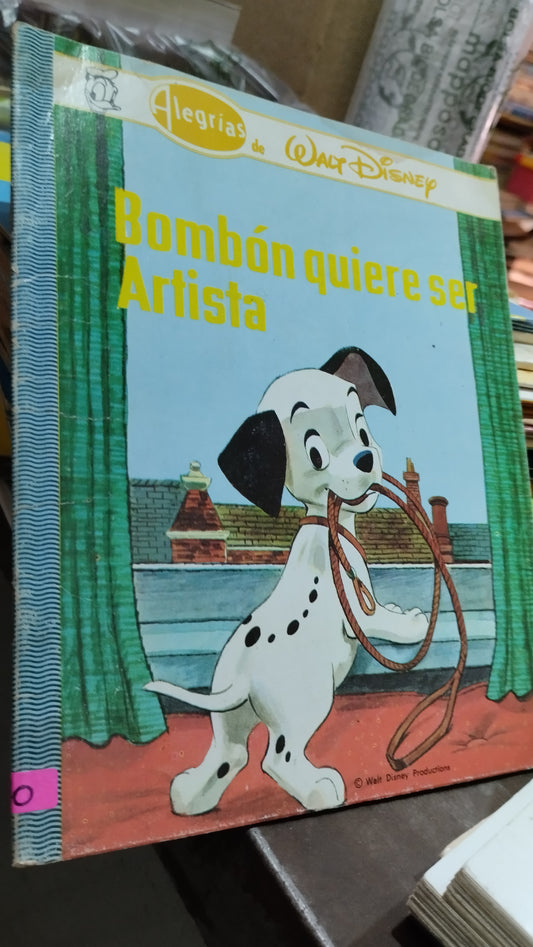 Alegrías de WALT DISNEY
Bombón quiere ser
Artista
© Walt Disney Productions
O